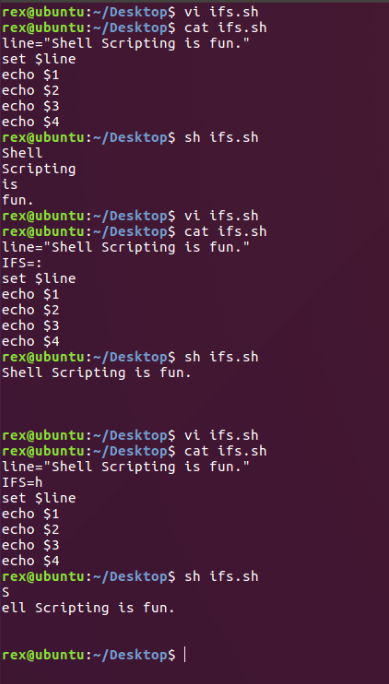 rex@ubuntu:~/Desktop$ vi ifs.sh
rex@ubuntu:~/Desktop$ cat ifs.sh
line="Shell Scripting is fun."
set $line
echo $1
echo $2
echo $3
echo $4
rex@ubuntu:~/Desktop$ sh ifs.sh
Shell
Scripting
is
fun.
rex@ubuntu:~/Desktop$ vi ifs.sh
rex@ubuntu:~/Desktop$ cat ifs.sh
line="Shell Scripting is fun."
IFS=:
set $line
echo $1
echo $2
echo $3
echo $4
rex@ubuntu:~/Desktop$ sh ifs.sh
Shell Scripting is fun.
rex@ubuntu:~/Desktop$ vi ifs.sh
rex@ubuntu:~/Desktop$ cat ifs.sh
line="Shell Scripting is fun."
IFS=h
set $line
echo $1
echo $2
echo $3
echo $4
rex@ubuntu:~/Desktop$ sh ifs.sh
S
ell Scripting is fun.
rex@ubuntu:~/Desktop$